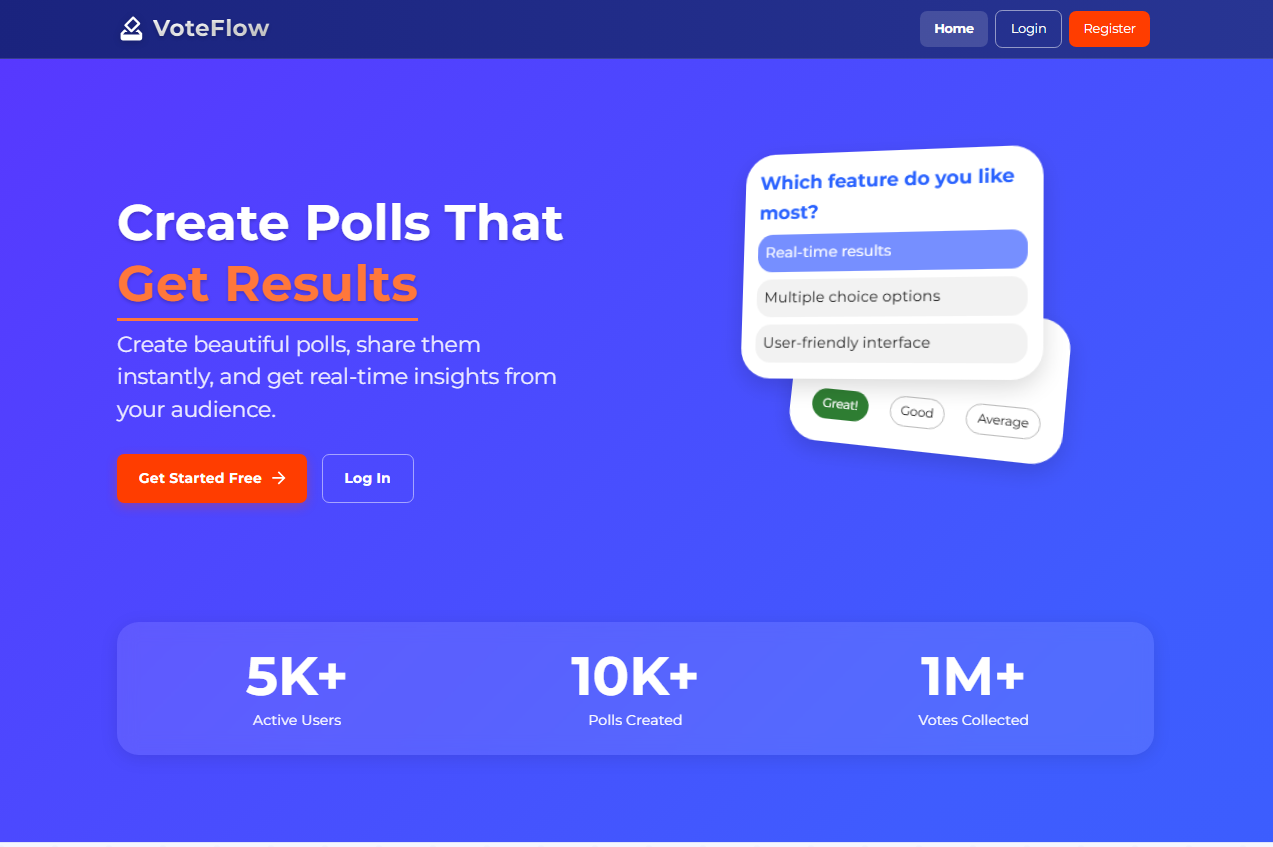 VoteFlow
Home
Login
Register
Create Polls That
Get Results
Create beautiful polls, share them
instantly, and get real-time insights from
your audience.
Get Started Free
Log In
Which feature do you like
most?
Real-time results
Multiple choice options
User-friendly interface
Great!
Good
Average
5K+
Active Users
10K+
Polls Created
1M+
Votes Collected